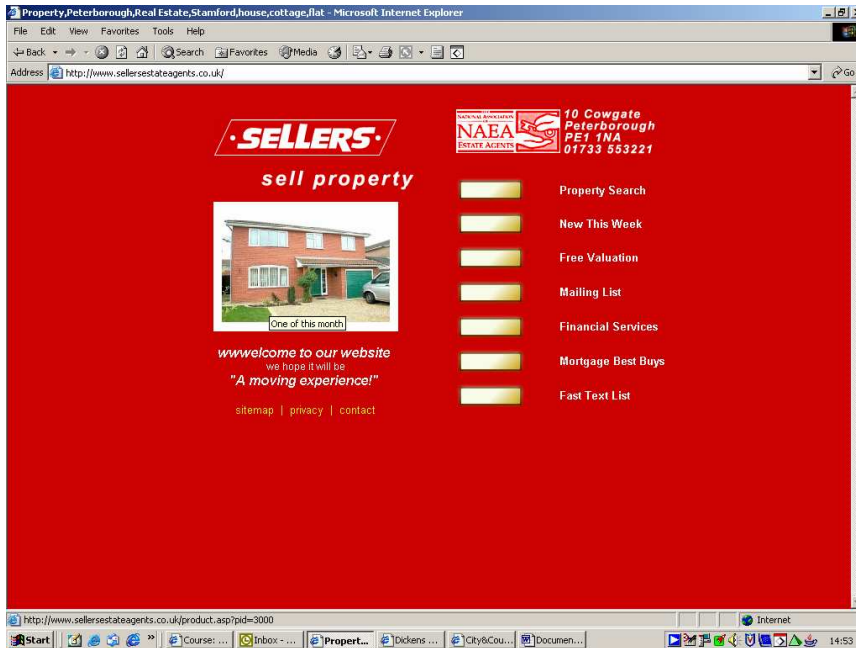 Property,Peterborough,Real Estate,Stamford,house,cottage,flat - Microsoft Internet Explorer
File Edit View Favorites Tools Help
Back Search Favorites Media
Address http://www.sellersestateagents.co.uk/ Go
·SELLERS·
sell property
NATIONAL ASSOCIATION
OF
NAEA
ESTATE AGENTS
10 Cowgate
Peterborough
PE1 1NA
01733 553221
One of this month
wwwelcome to our website
we hope it will be
"A moving experience!"
sitemap | privacy | contact
Property Search
New This Week
Free Valuation
Mailing List
Financial Services
Mortgage Best Buys
Fast Text List
http://www.sellersestateagents.co.uk/product.asp?pid=3000 Internet
Start » Course: ... Inbox - ... Propert... Dickens ... City&Cou... Documen... 14:53